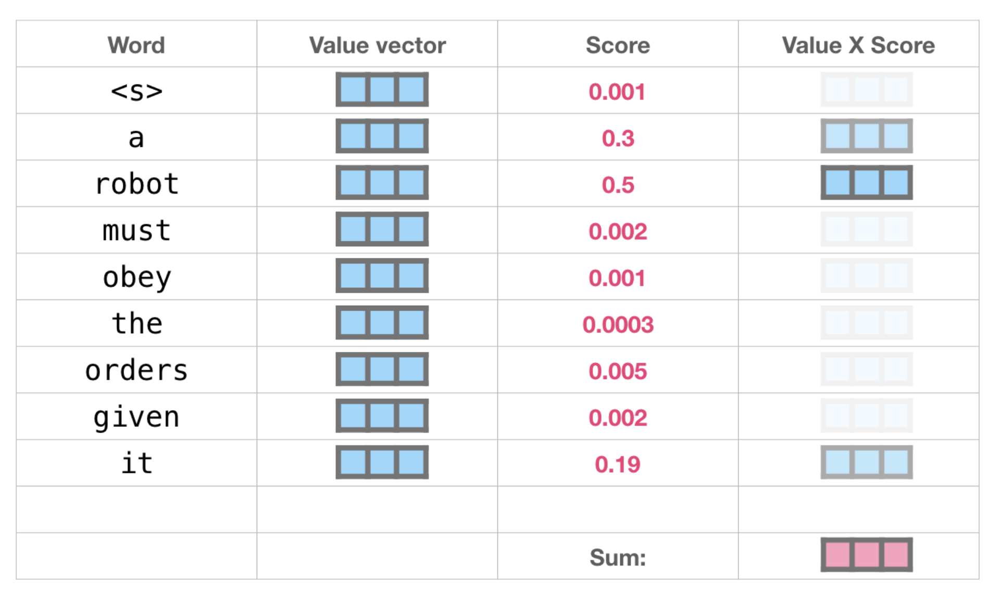 Word Value vector Score Value X Score
<s> 0.001
a 0.3
robot 0.5
must 0.002
obey 0.001
the 0.0003
orders 0.005
given 0.002
it 0.19
Sum: